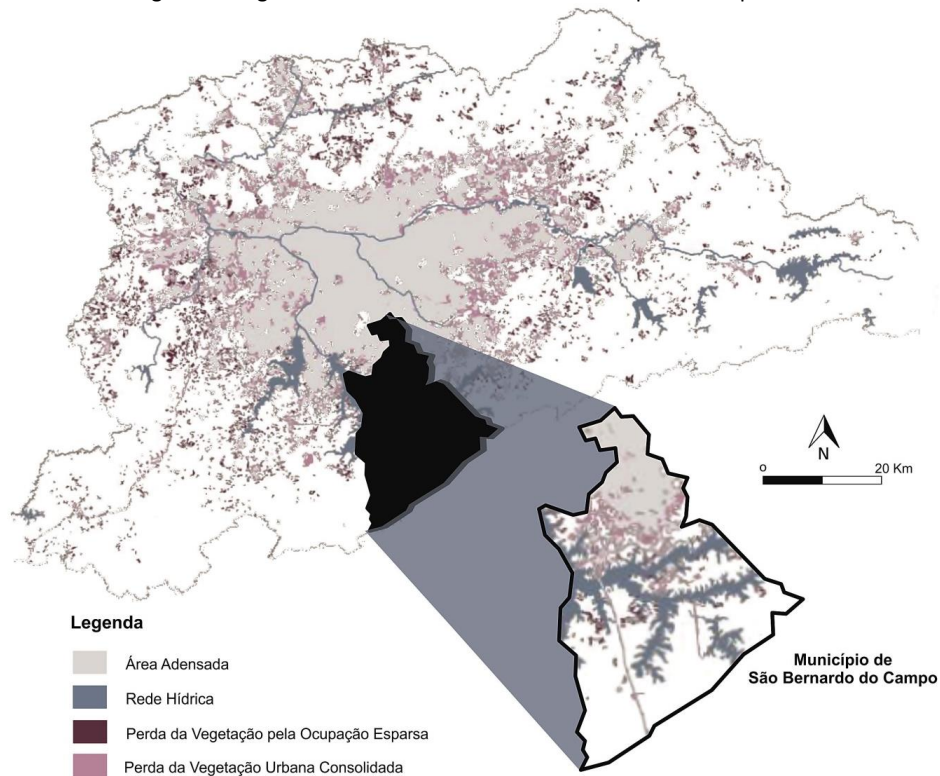 N
o 20 Km
Legenda
Área Adensada
Rede Hídrica
Perda da Vegetação pela Ocupação Esparsa
Perda da Vegetação Urbana Consolidada
Município de
São Bernardo do Campo